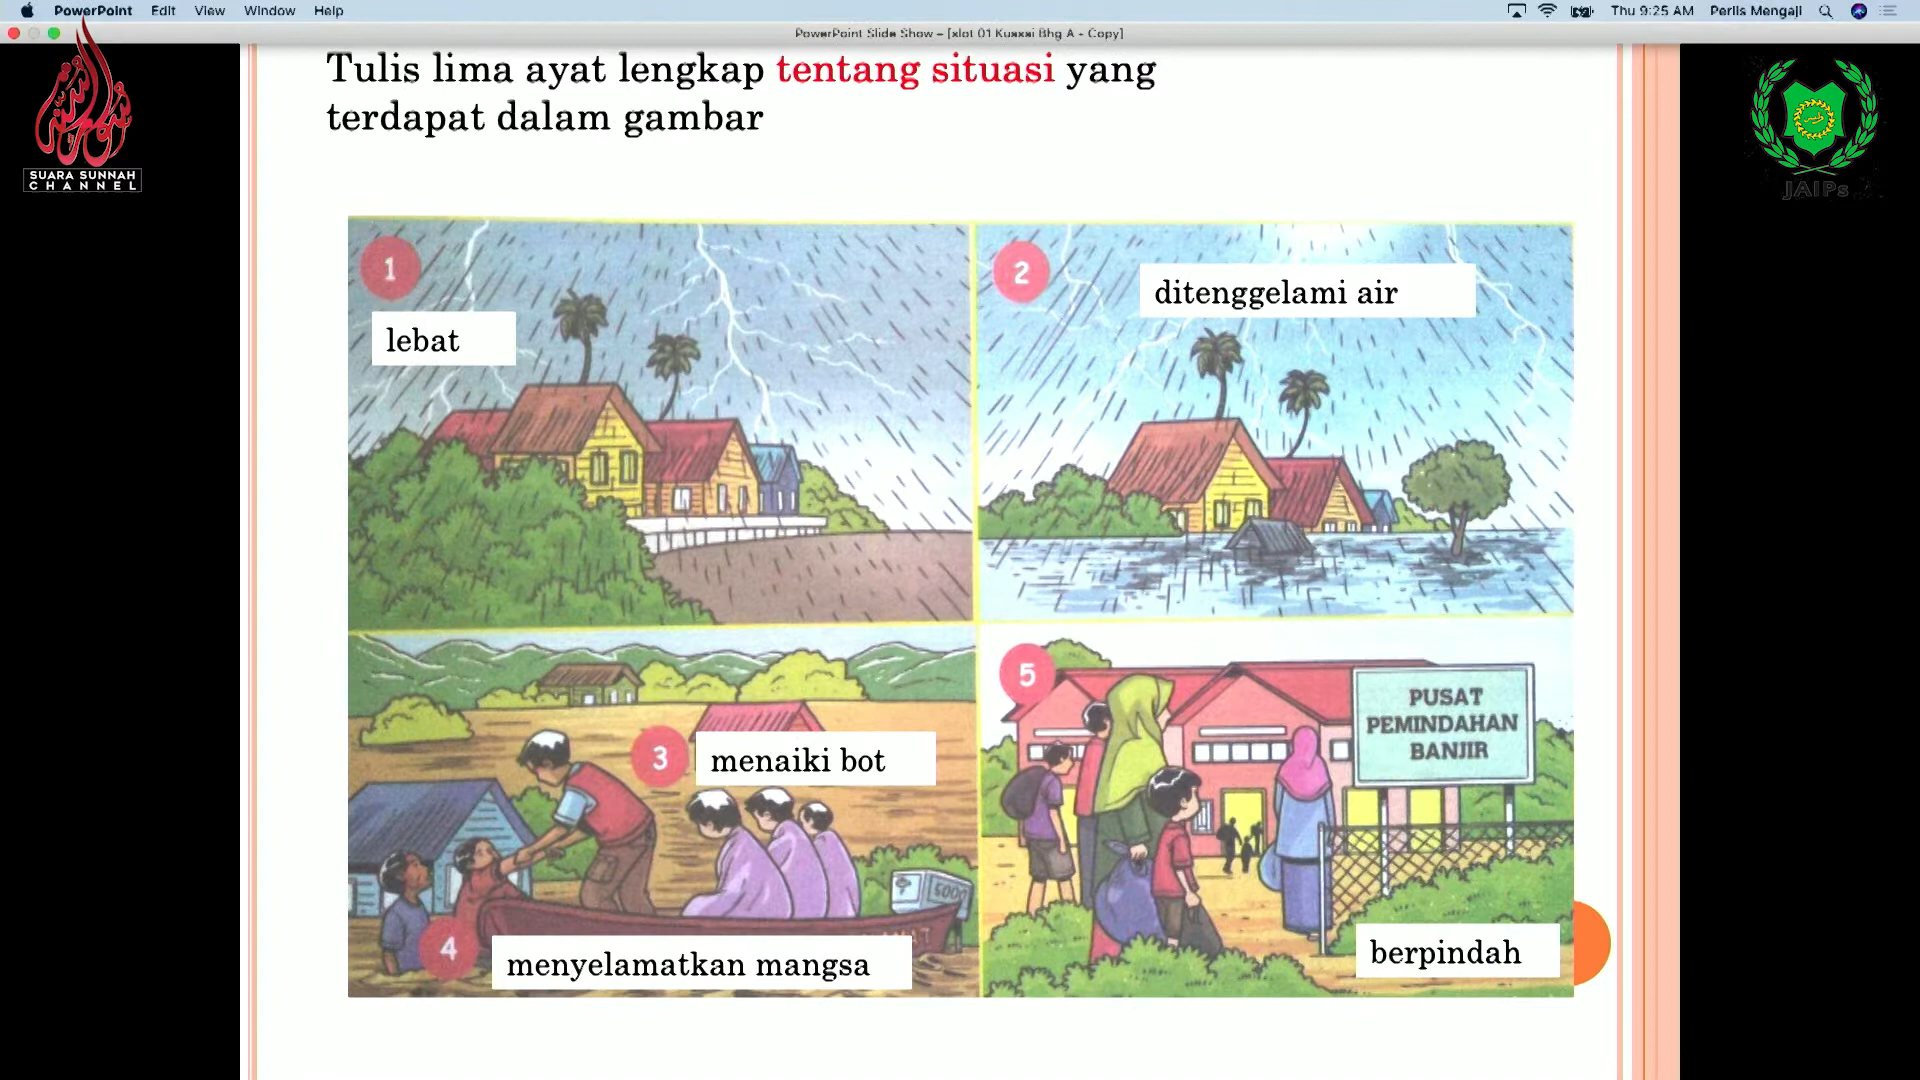 PowerPoint Edit View Window Help
Thu 9:25 AM Perlis Mengaji
PowerPoint Slide Show - [slot 01 Kuasai Bhg A - Copy]
Tulis lima ayat lengkap tentang situasi yang
terdapat dalam gambar
SUARA SUNNAH
CHANNEL
JAIPs
1
lebat
2
ditenggelami air
3
menaiki bot
4
menyelamatkan mangsa
5
PUSAT
PEMINDAHAN
BANJIR
berpindah